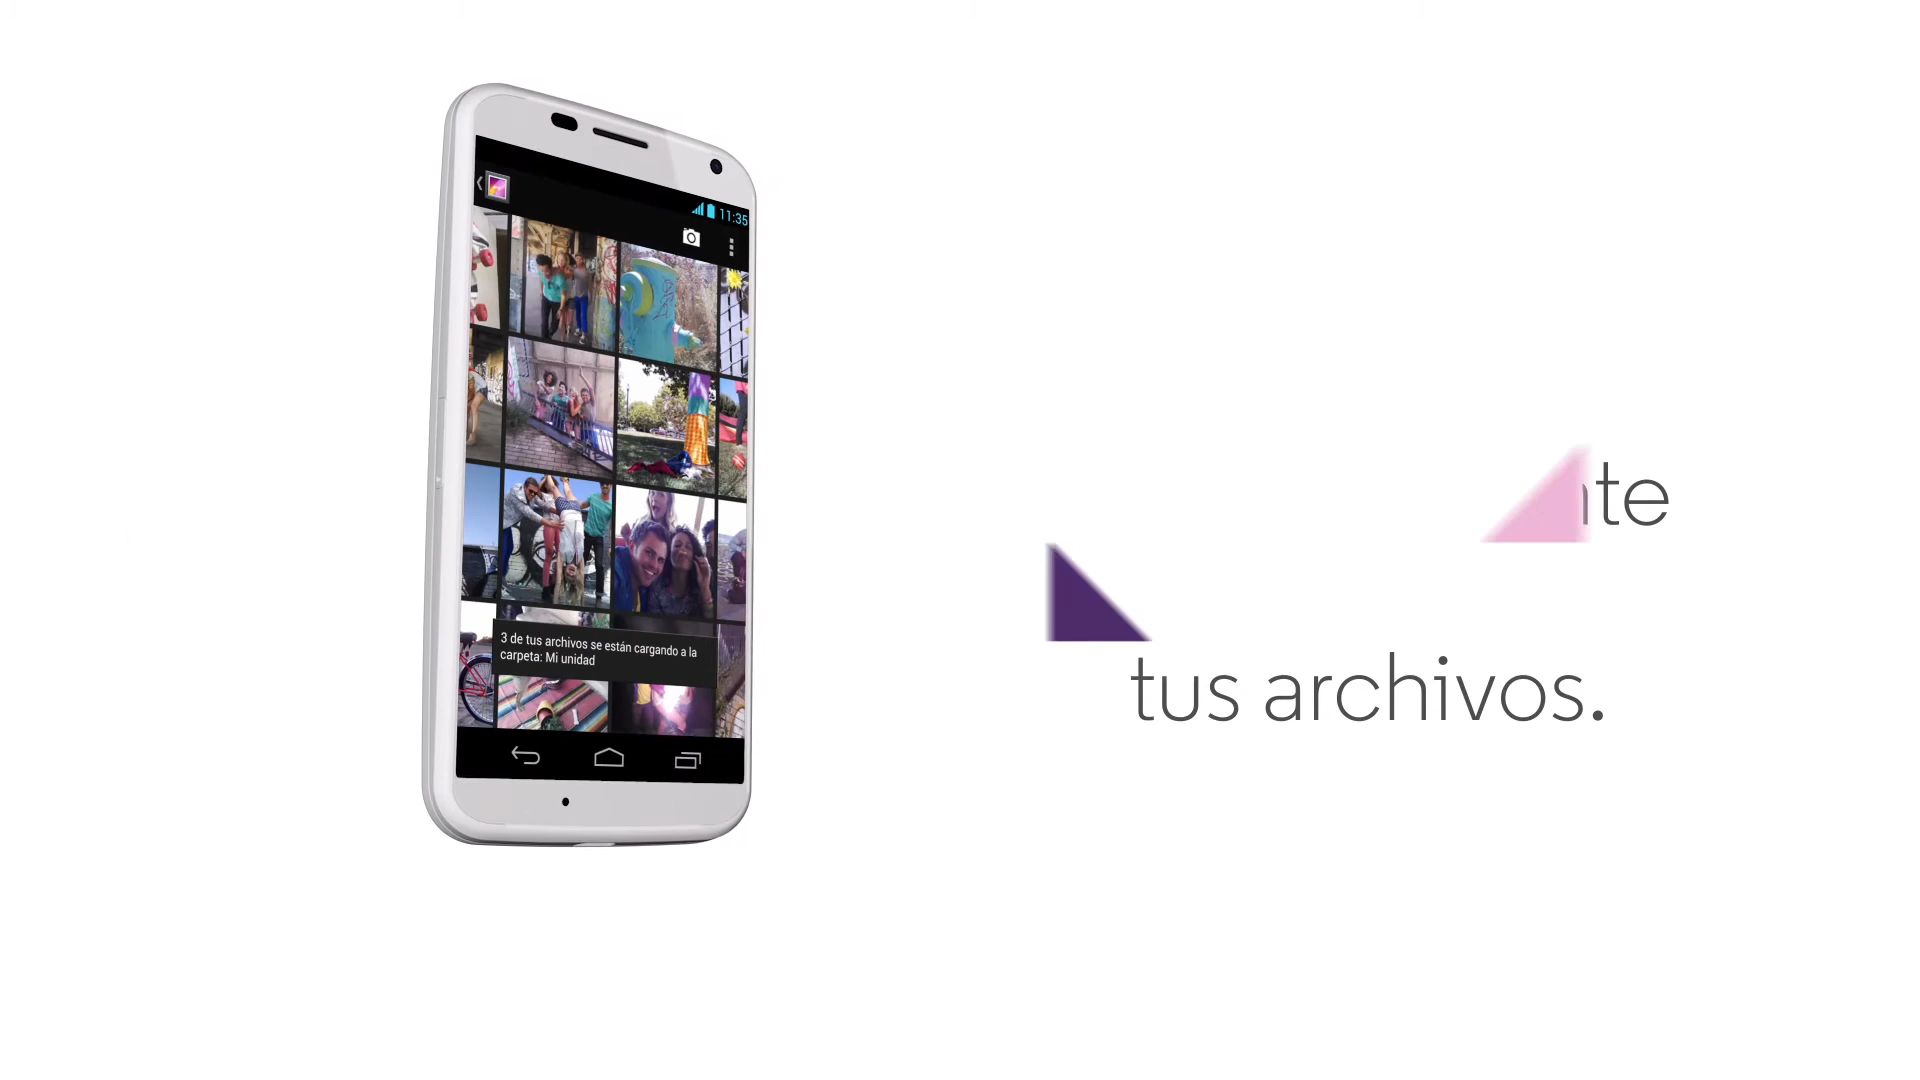 11:35
3 de tus archivos se están cargando a la
carpeta: Mi unidad
te
tus archivos.